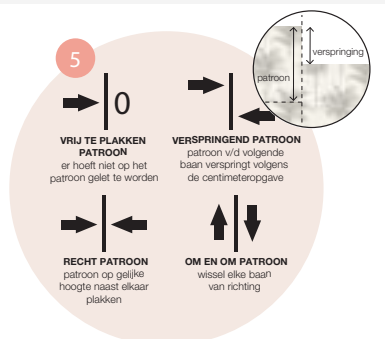 5
verspringing
patroon
0
VRIJ TE PLAKKEN
PATROON
er hoeft niet op het
patroon gelet te worden
VERSPRINGEND PATROON
patroon v/d volgende
baan verspringt volgens
de centimeteropgave
RECHT PATROON
patroon op gelijke
hoogte naast elkaar
plakken
OM EN OM PATROON
wissel elke baan
van richting